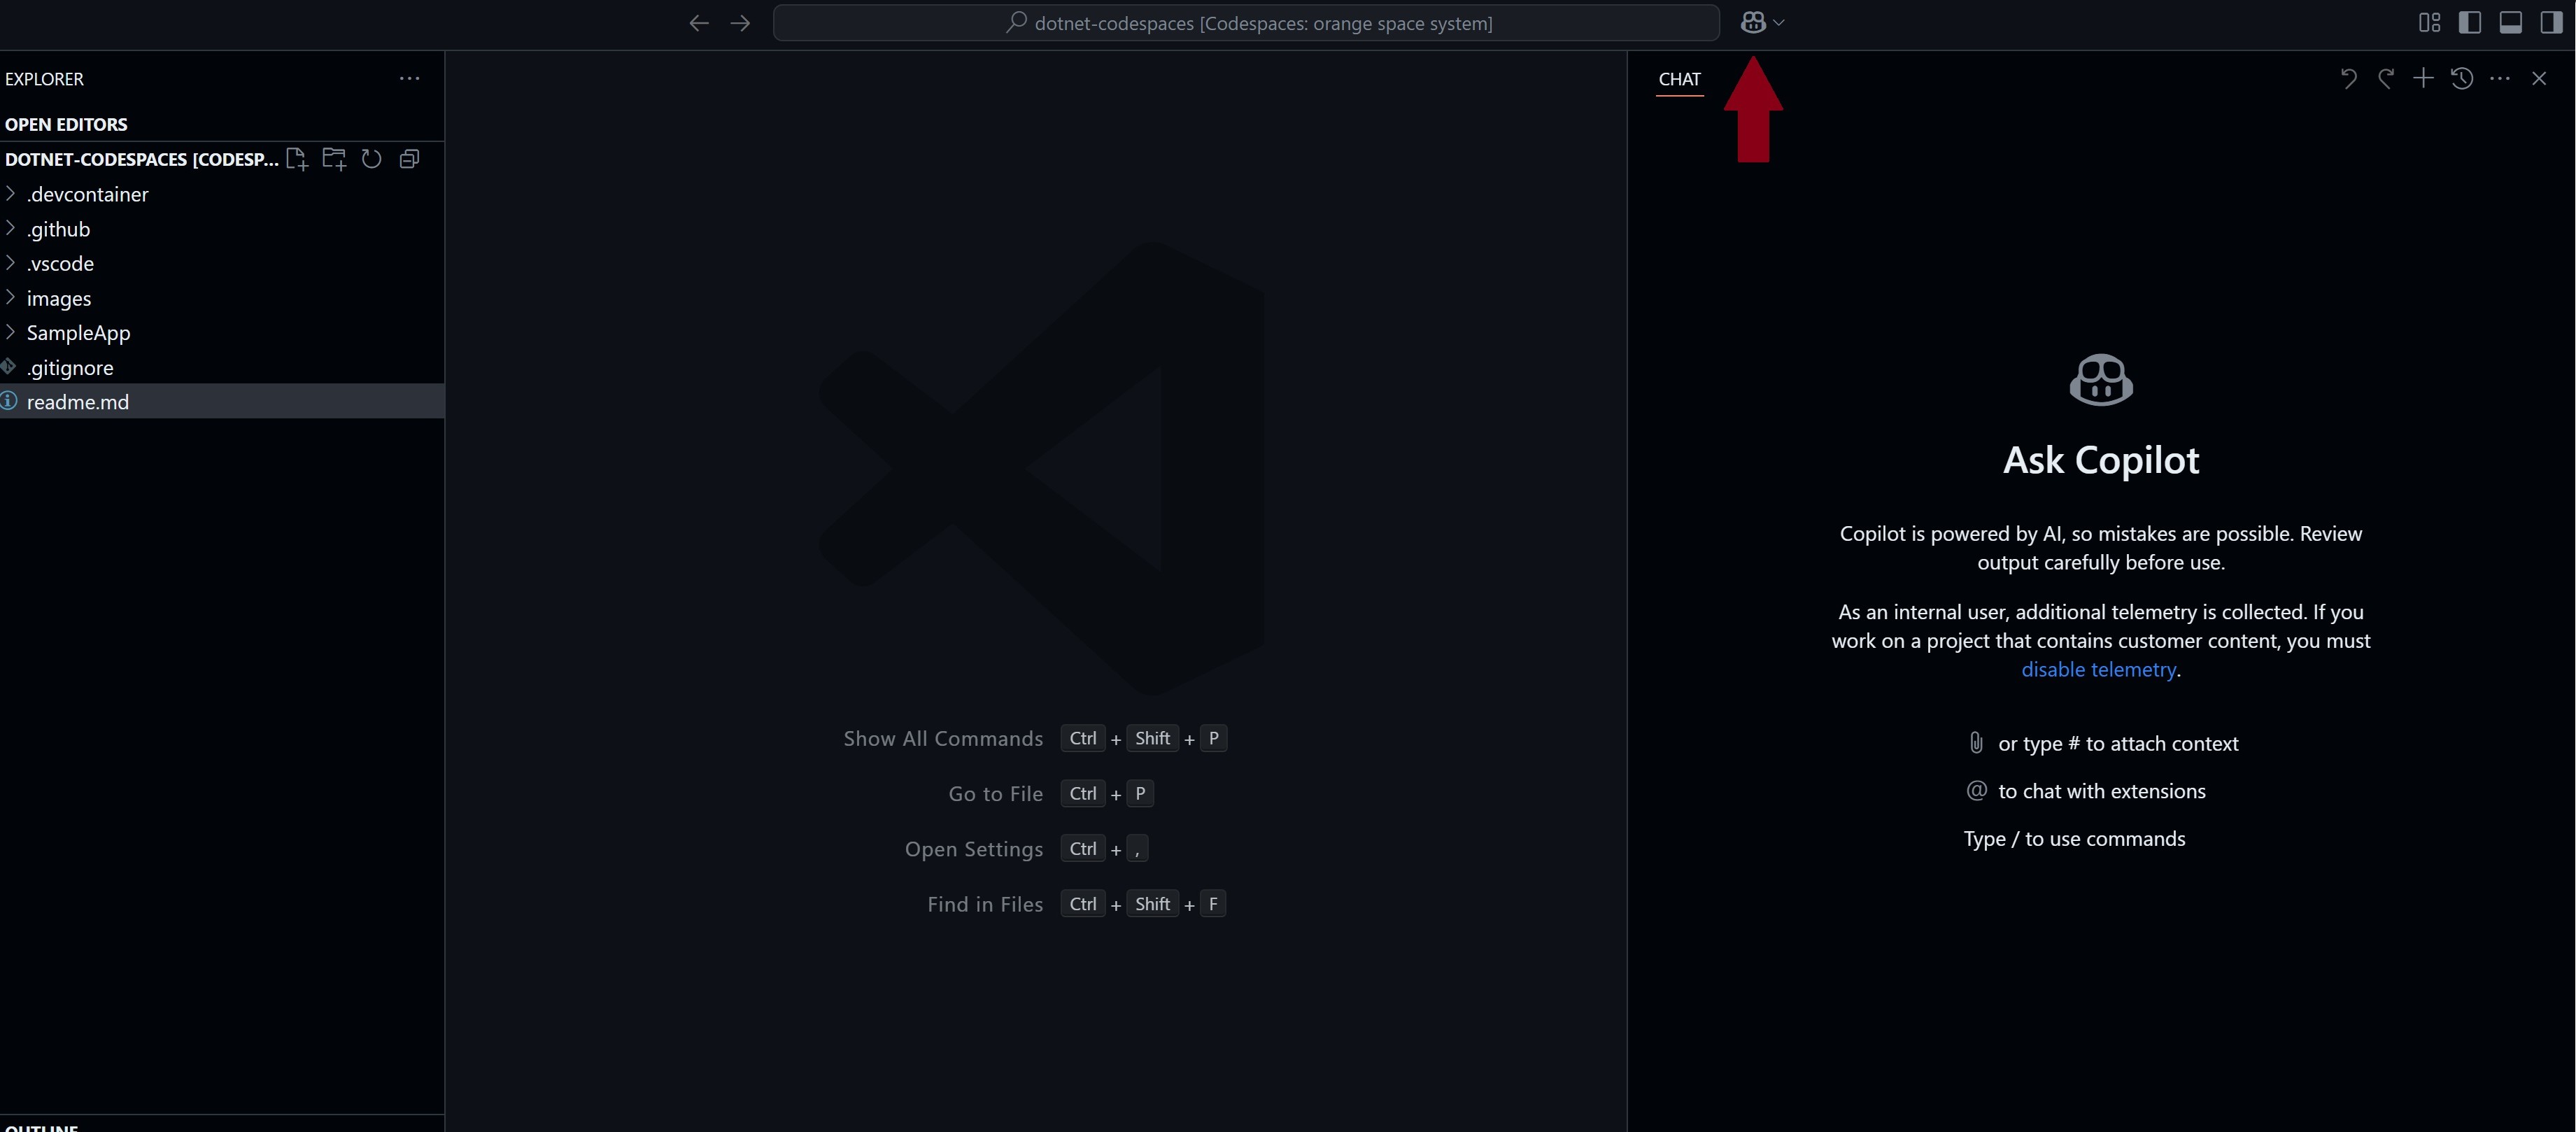 dotnet-codespaces [Codespaces: orange space system]
EXPLORER
OPEN EDITORS
DOTNET-CODESPACES [CODESP...
.devcontainer
.github
.vscode
images
SampleApp
.gitignore
readme.md
OUTLINE
Show All Commands Ctrl + Shift + P
Go to File Ctrl + P
Open Settings Ctrl + ,
Find in Files Ctrl + Shift + F
CHAT
Ask Copilot
Copilot is powered by AI, so mistakes are possible. Review
output carefully before use.
As an internal user, additional telemetry is collected. If you
work on a project that contains customer content, you must
disable telemetry.
or type # to attach context
@ to chat with extensions
Type / to use commands